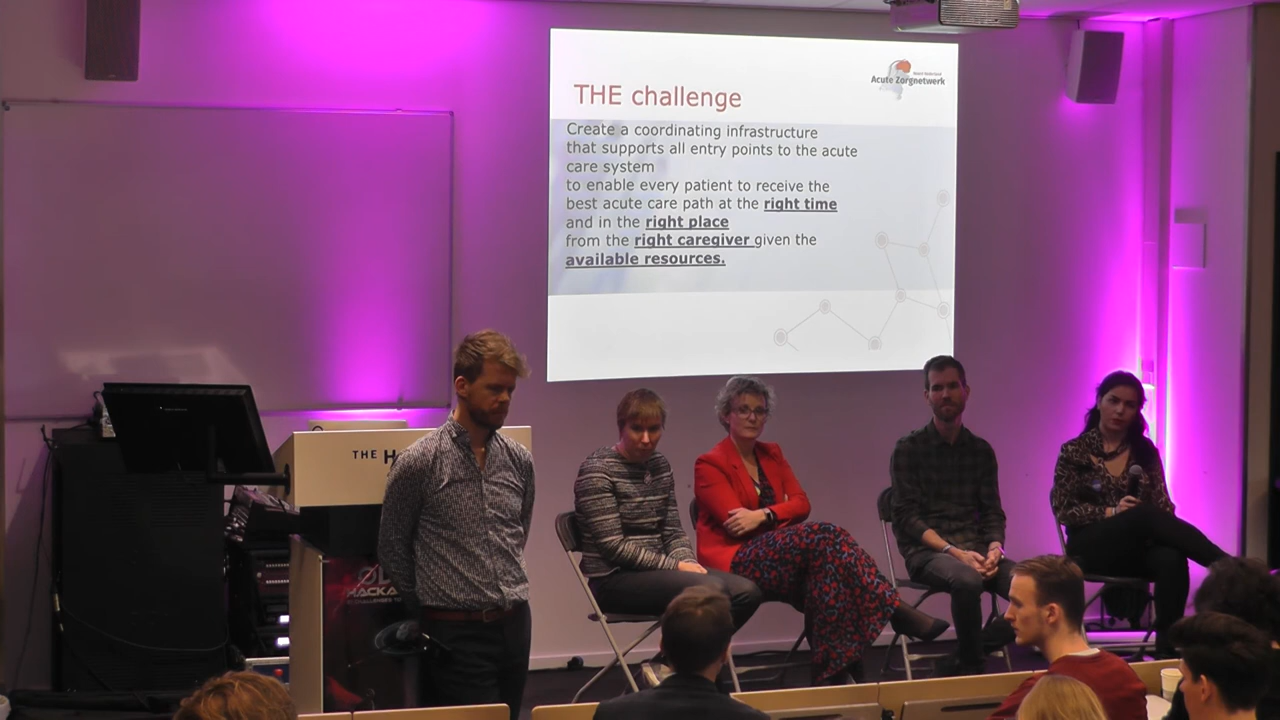 Acute Zorgnetwerk
THE challenge
Create a coordinating infrastructure
that supports all entry points to the acute
care system
to enable every patient to receive the
best acute care path at the right time
and in the right place
from the right caregiver given the
available resources.
THE H
HACKA